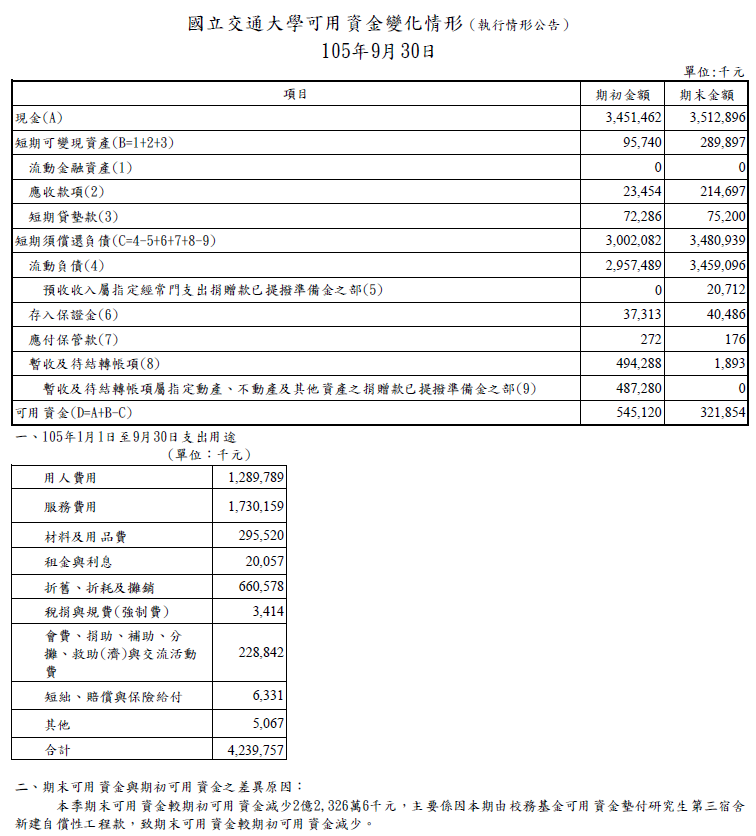 國立交通大學可用資金變化情形(執行情形公告)
105年9月30日
單位:千元
項目 期初金額 期末金額
現金(A) 3,451,462 3,512,896
短期可變現資產(B=1+2+3) 95,740 289,897
流動金融資產(1) 0 0
應收款項(2) 23,454 214,697
短期貸墊款(3) 72,286 75,200
短期須償還負債(C=4-5+6+7+8-9) 3,002,082 3,480,939
流動負債(4) 2,957,489 3,459,096
預收收入屬指定經常門支出捐贈款已提撥準備金之部(5) 0 20,712
存入保證金(6) 37,313 40,486
應付保管款(7) 272 176
暫收及待結轉帳項(8) 494,288 1,893
暫收及待結轉帳項屬指定動產、不動產及其他資產之捐贈款已提撥準備金之部(9) 487,280 0
可用資金(D=A+B-C) 545,120 321,854
一、105年1月1日至9月30日支出用途
(單位：千元)
用人費用 1,289,789
服務費用 1,730,159
材料及用品費 295,520
租金與利息 20,057
折舊、折耗及攤銷 660,578
稅捐與規費(強制費) 3,414
會費、捐助、補助、分
攤、救助(濟)與交流活動 228,842
費
短絀、賠償與保險給付 6,331
其他 5,067
合計 4,239,757
二、期末可用資金與期初可用資金之差異原因：
本季期末可用資金較期初可用資金減少2億2,326萬6千元，主要係因本期由校務基金可用資金墊付研究生第三宿舍
新建自償性工程款，致期末可用資金較期初可用資金減少。